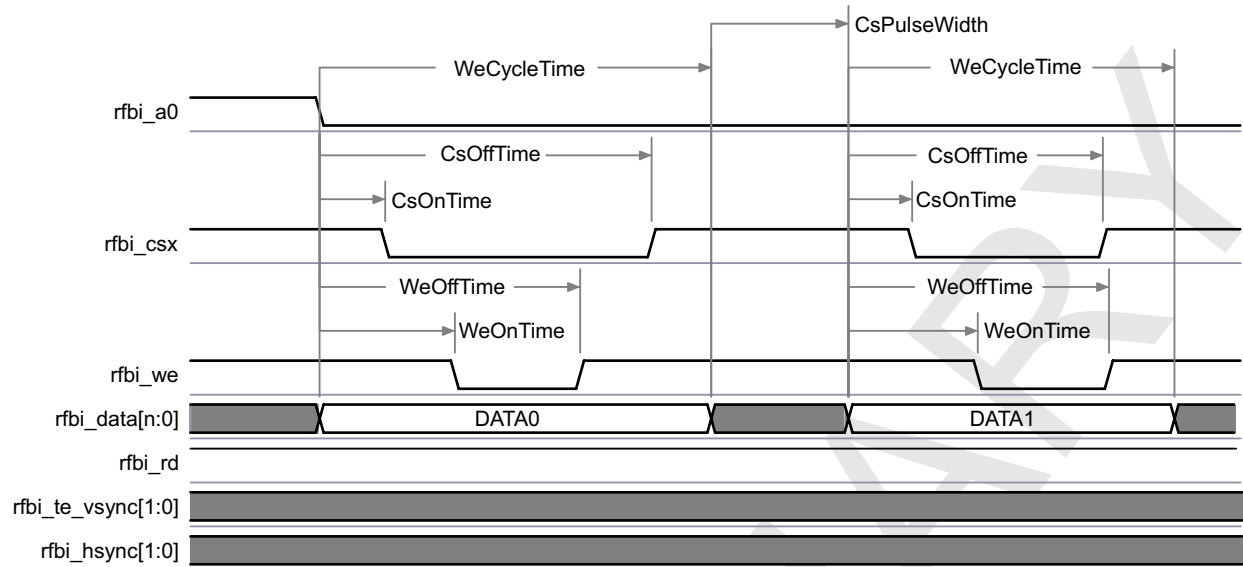 CsPulseWidth
WeCycleTime WeCycleTime
rfbi_a0
CsOffTime CsOffTime
CsOnTime CsOnTime
rfbi_csx
WeOffTime WeOffTime
WeOnTime WeOnTime
rfbi_we
rfbi_data[n:0] DATA0 DATA1
rfbi_rd
rfbi_te_vsync[1:0]
rfbi_hsync[1:0]
ARY